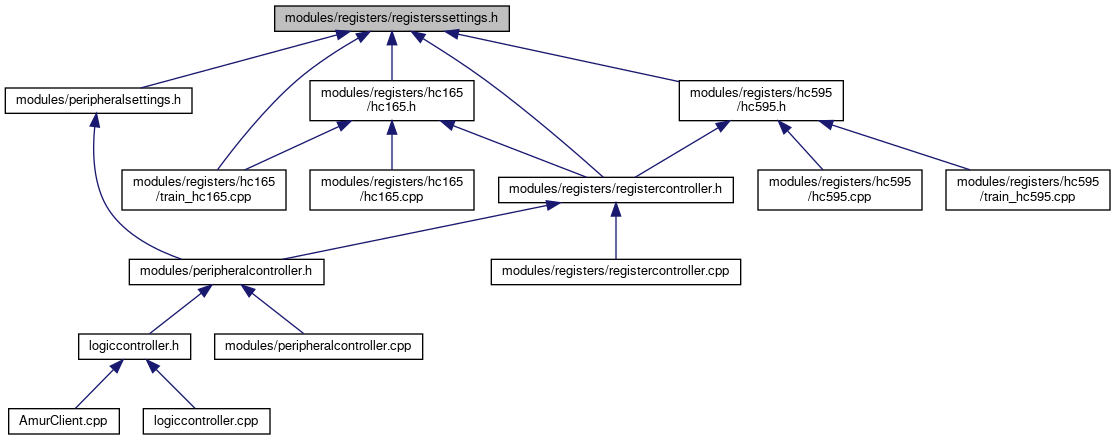 modules/registers/registerssettings.h
modules/peripheralsettings.h
modules/registers/hc165
/hc165.h
modules/registers/hc595
/hc595.h
modules/registers/hc165
/train_hc165.cpp
modules/registers/hc165
/hc165.cpp
modules/registers/registercontroller.h
modules/registers/hc595
/hc595.cpp
modules/registers/hc595
/train_hc595.cpp
modules/peripheralcontroller.h
modules/registers/registercontroller.cpp
logiccontroller.h
modules/peripheralcontroller.cpp
AmurClient.cpp
logiccontroller.cpp